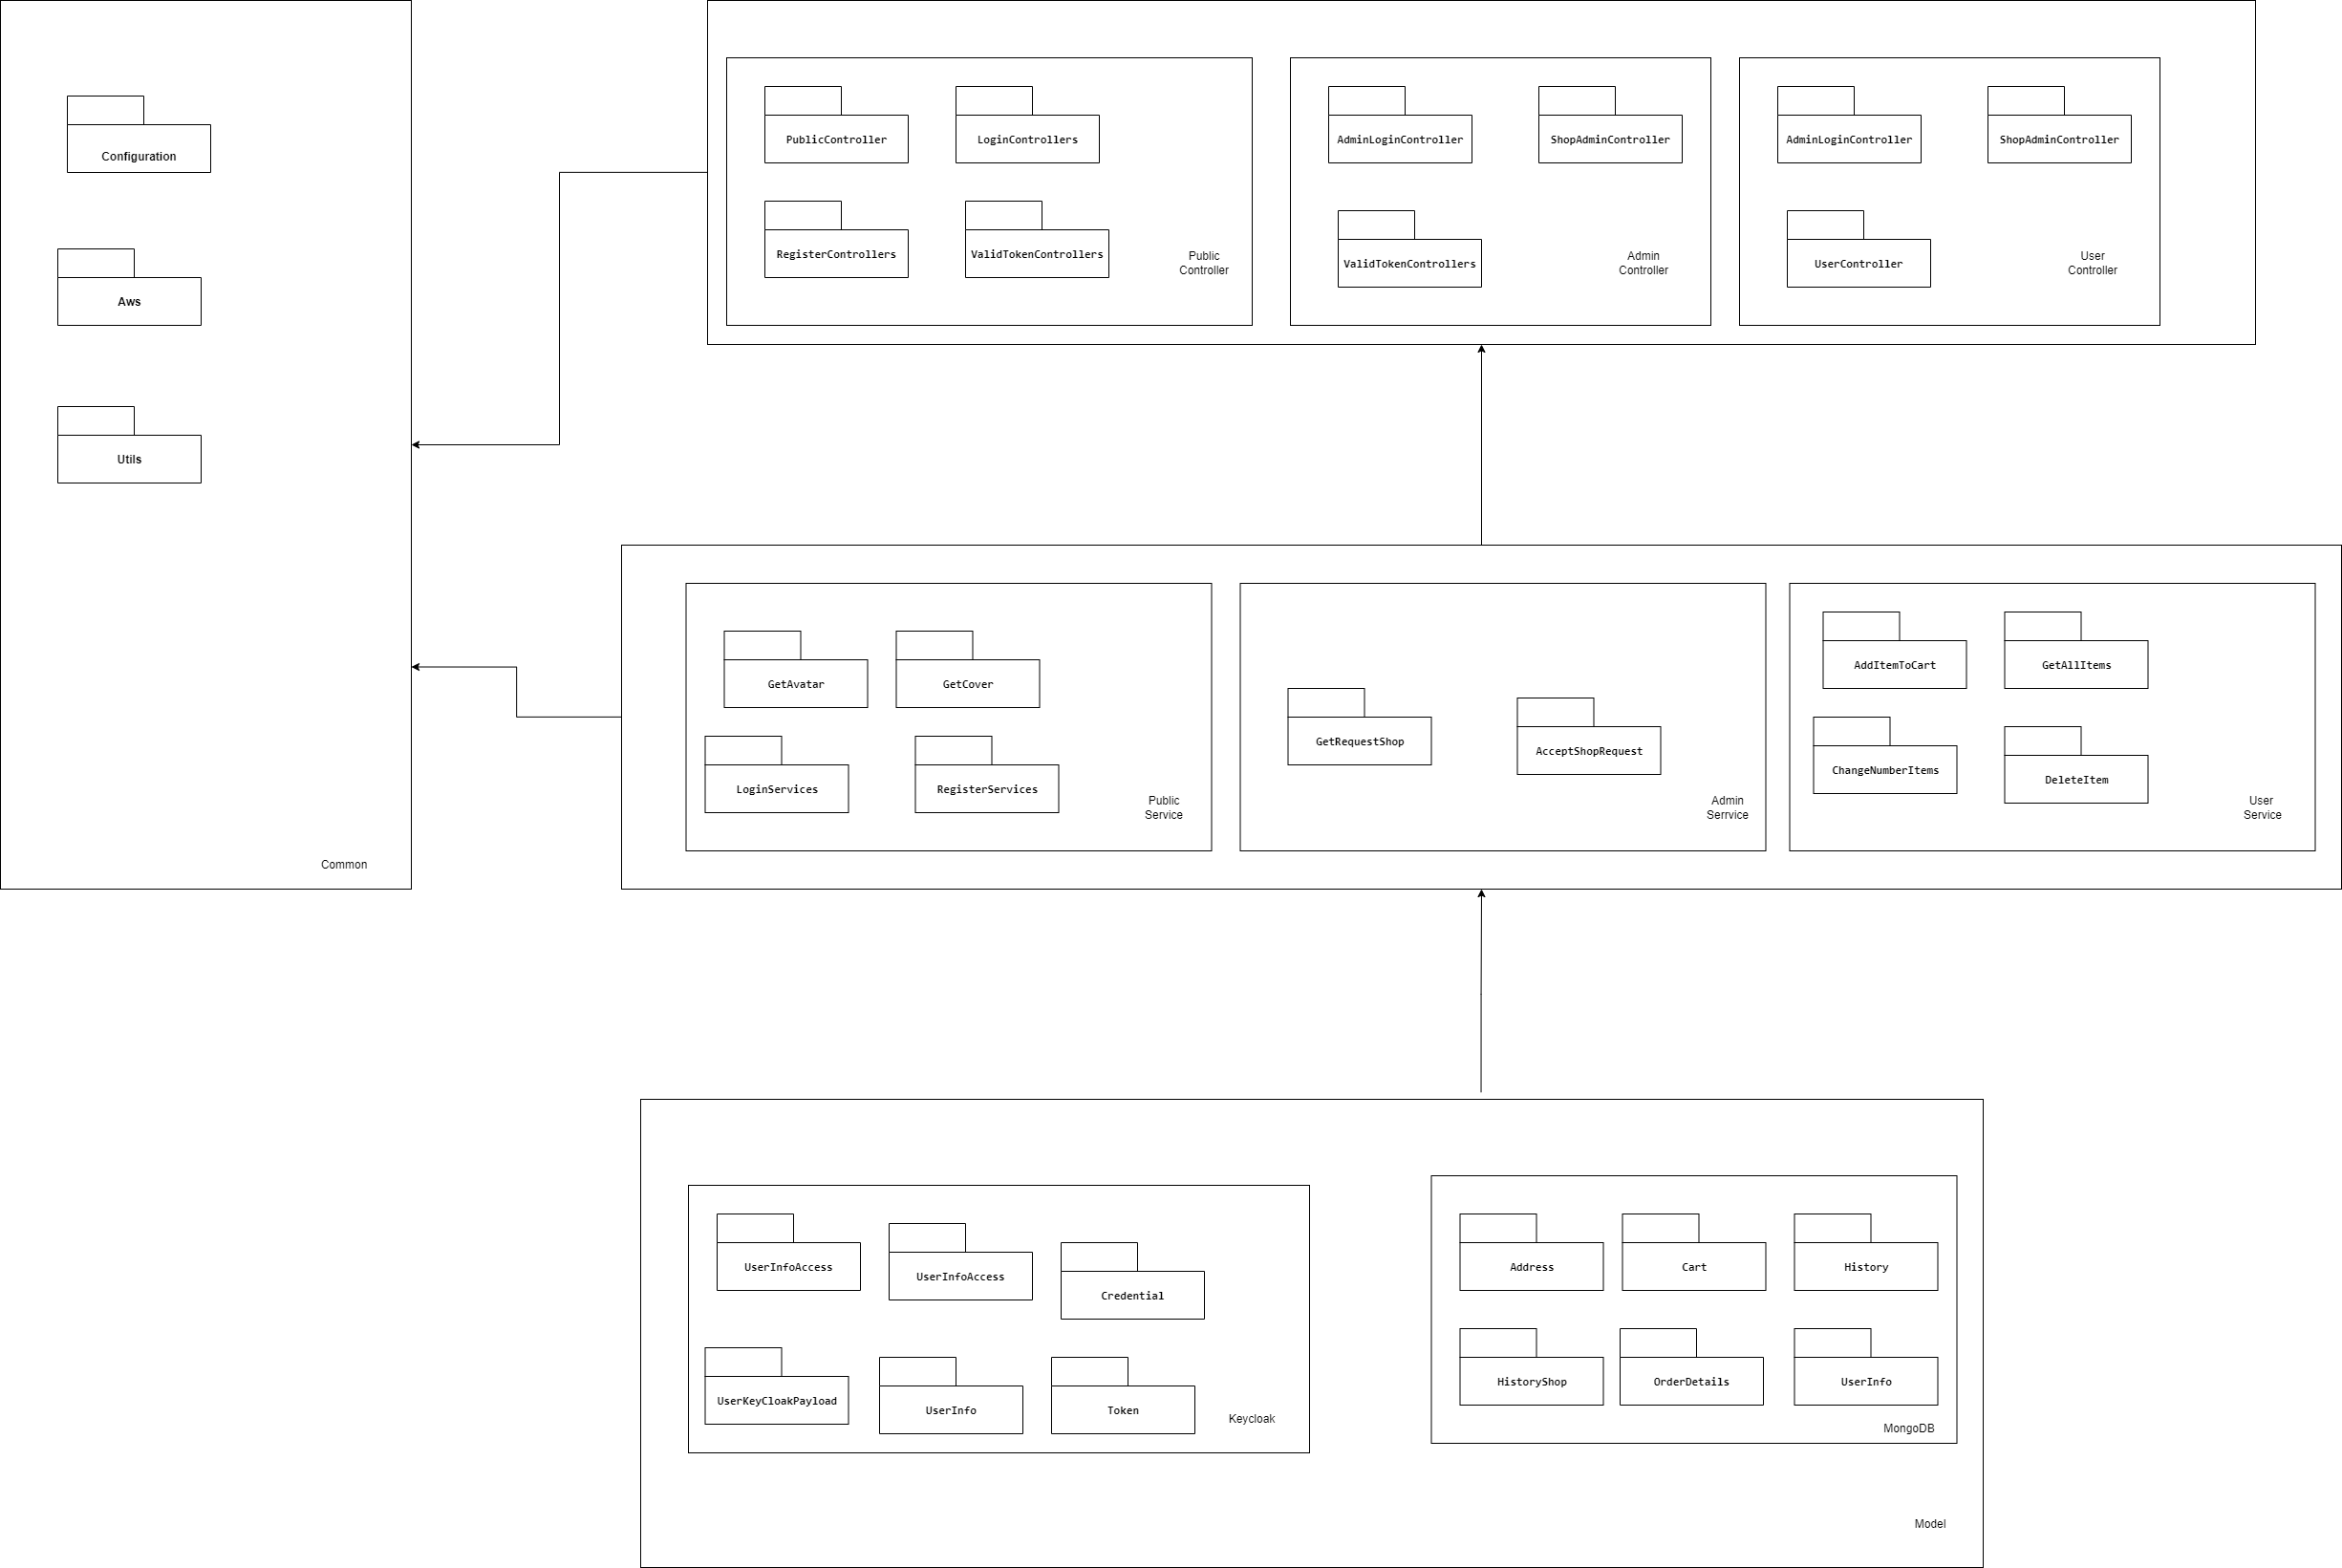 Configuration
Aws
Utils
Common
PublicController
LoginControllers
RegisterControllers
ValidTokenControllers
Public
Controller
AdminLoginController
ShopAdminController
ValidTokenControllers
Admin
Controller
AdminLoginController
ShopAdminController
UserController
User
Controller
GetAvatar
GetCover
LoginServices
RegisterServices
Public
Service
GetRequestShop
AcceptShopRequest
Admin
Serrvice
AddItemToCart
GetAllItems
ChangeNumberItems
DeleteItem
User
Service
UserInfoAccess
UserInfoAccess
Credential
UserKeyCloakPayload
UserInfo
Token
Keycloak
Address
Cart
History
HistoryShop
OrderDetails
UserInfo
MongoDB
Model